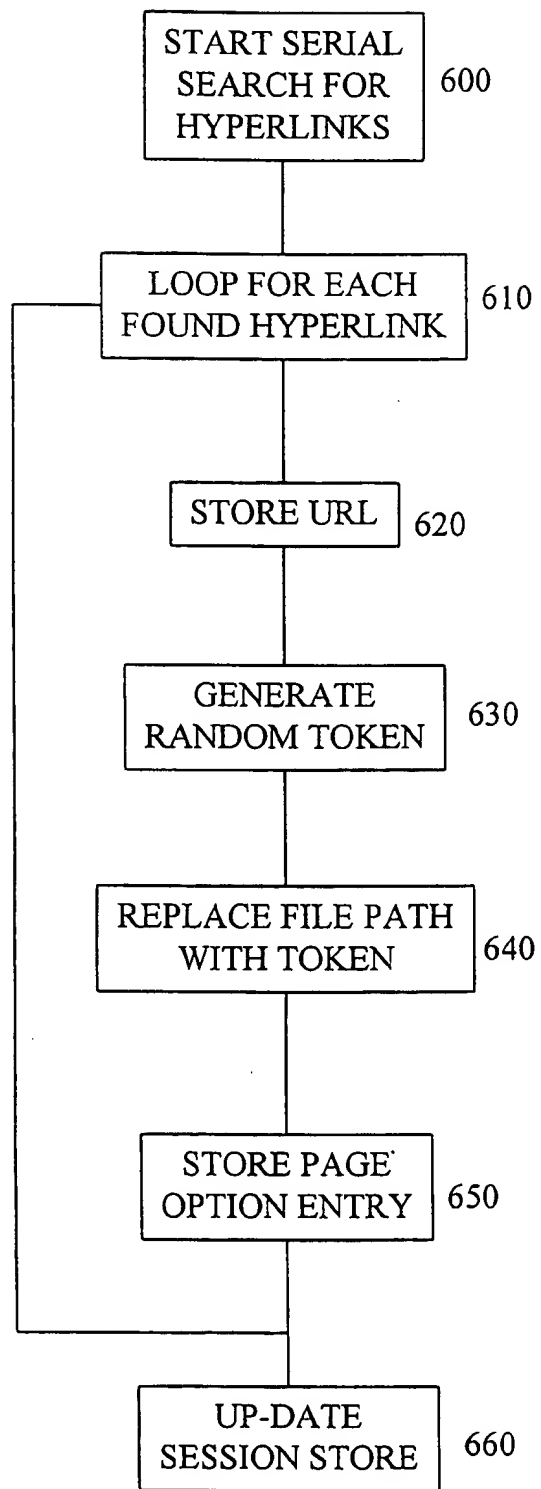 START SERIAL
SEARCH FOR
HYPERLINKS
600
LOOP FOR EACH
FOUND HYPERLINK
610
STORE URL
620
GENERATE
RANDOM TOKEN
630
REPLACE FILE PATH
WITH TOKEN
640
STORE PAGE
OPTION ENTRY
650
UP-DATE
SESSION STORE
660